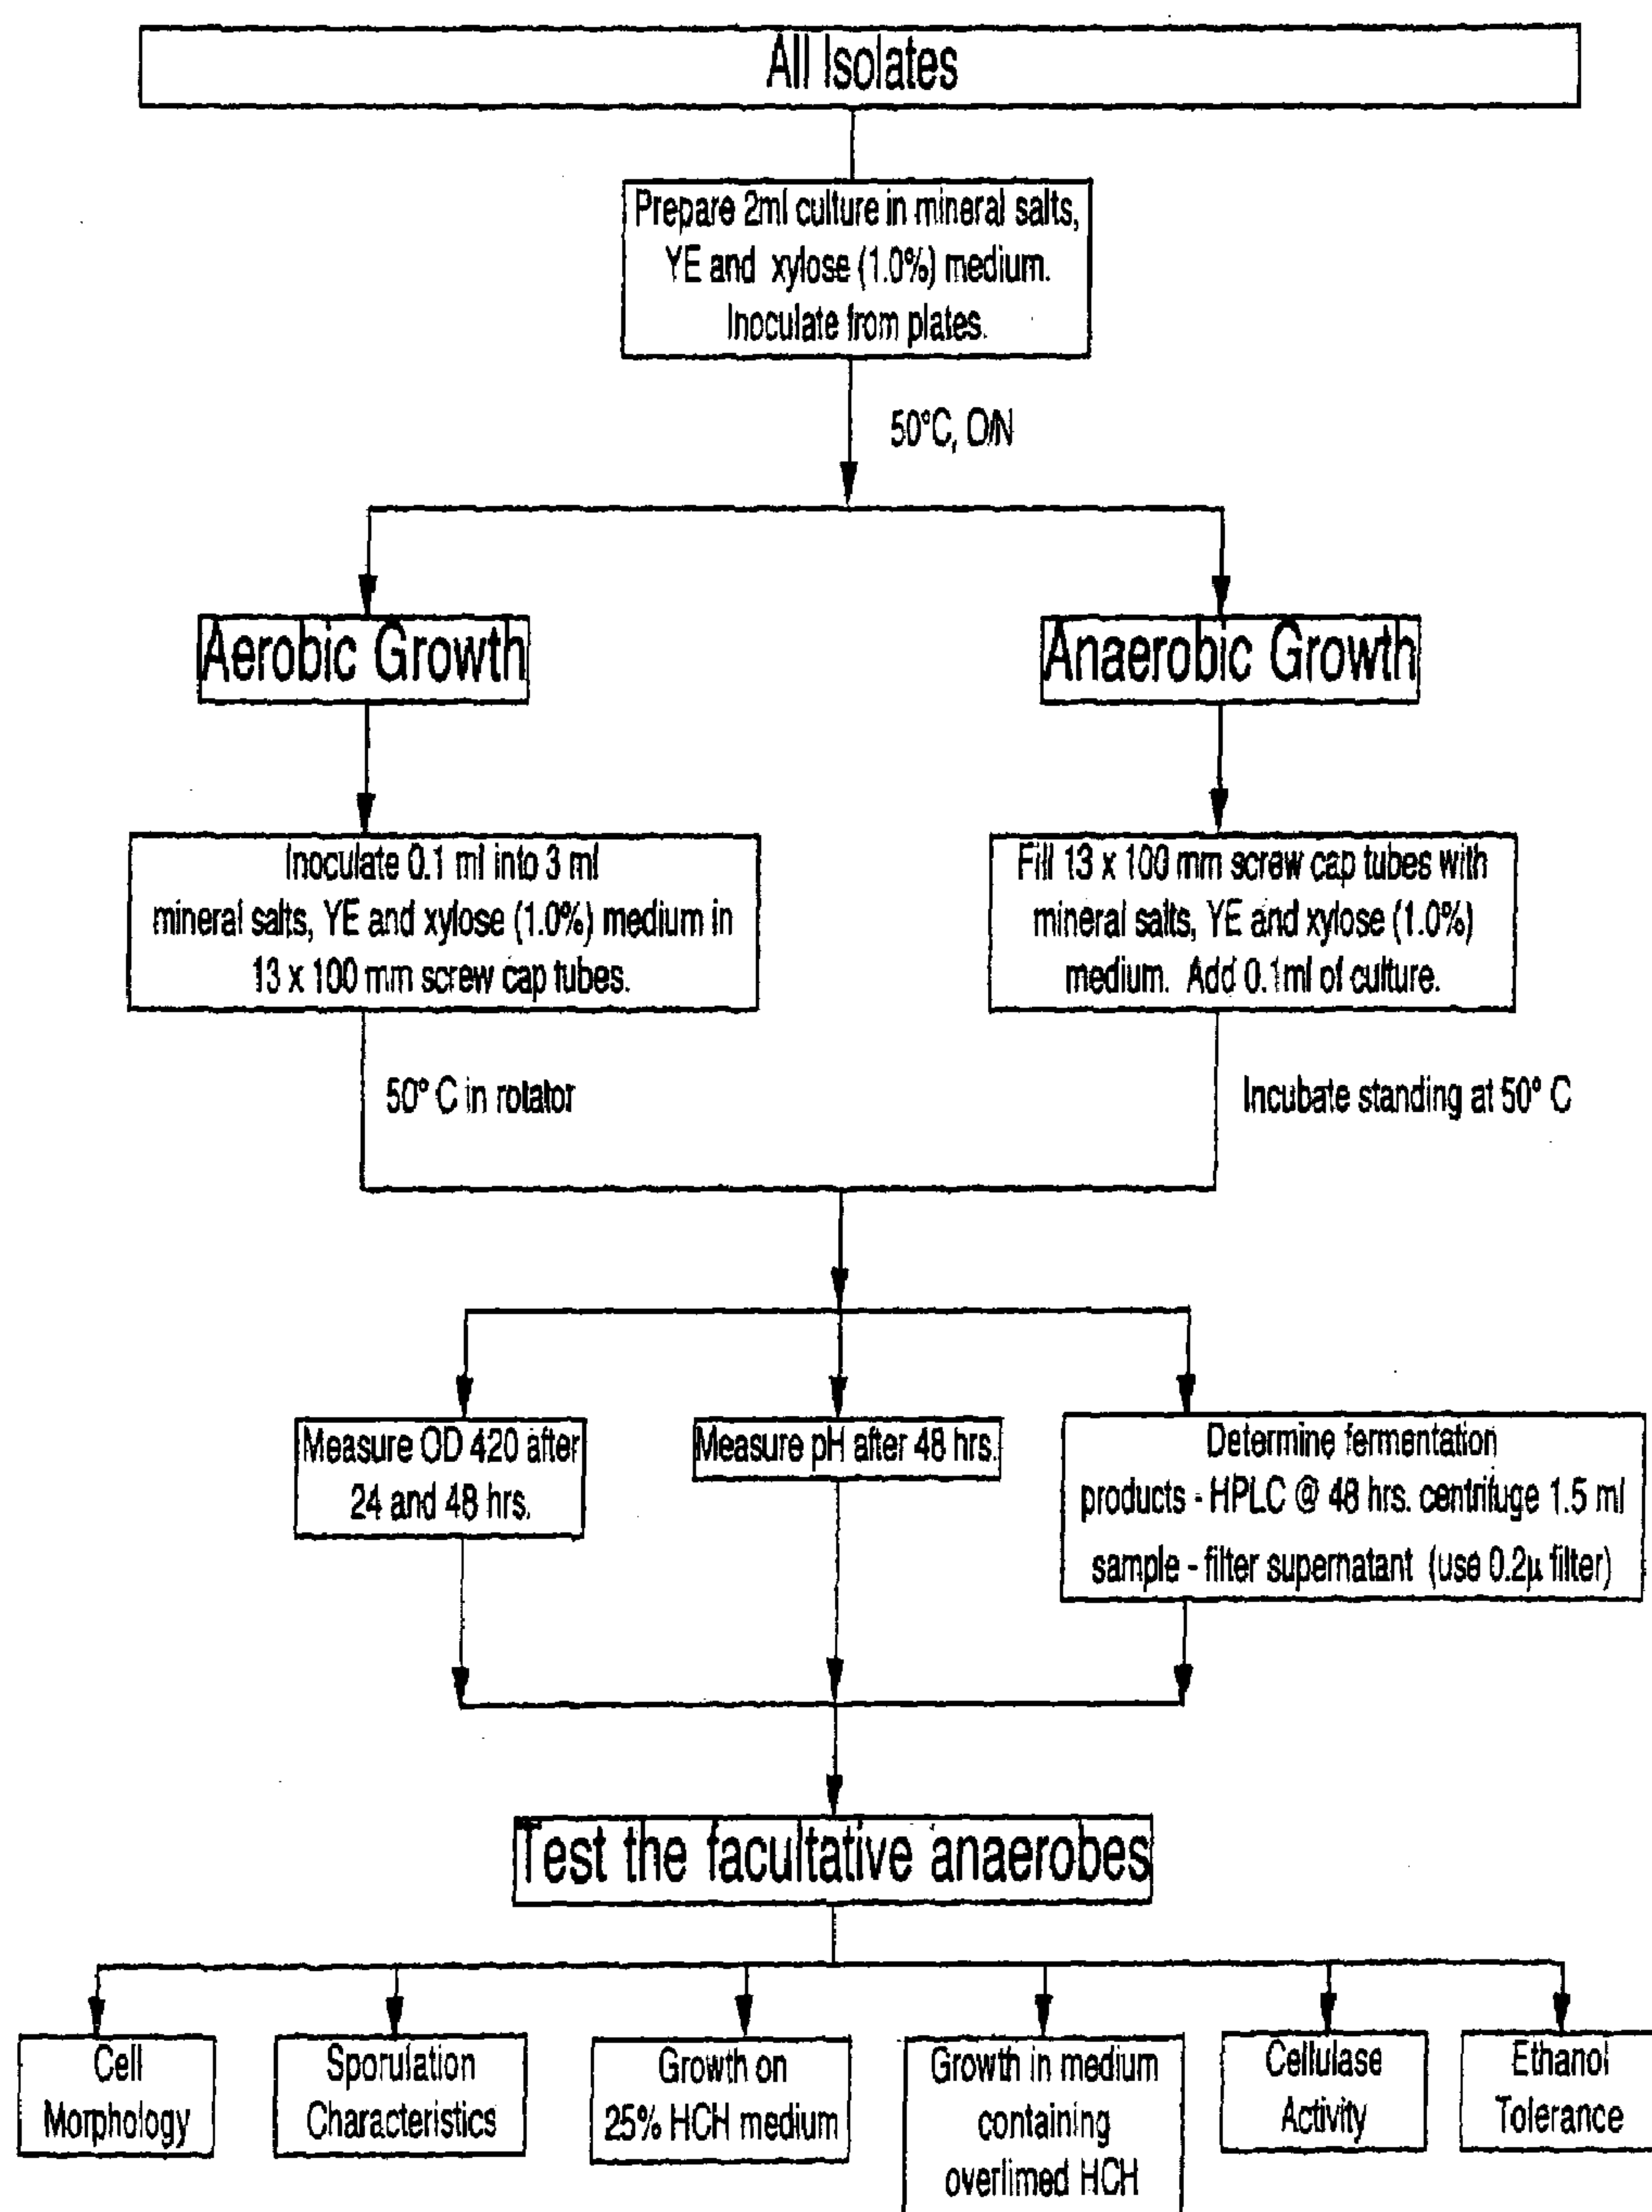 All Isolates
Prepare 2ml culture in mineral salts,
YE and xylose (1.0%) medium.
Inoculate from plates.
50°C, O/N
Aerobic Growth
Anaerobic Growth
Inoculate 0.1 ml into 3 ml
mineral salts, YE and xylose (1.0%) medium in
13 x 100 mm screw cap tubes.
Fill 13 x 100 mm screw cap tubes with
mineral salts, YE and xylose (1.0%)
medium. Add 0.1ml of culture.
50° C in rotator
Incubate standing at 50° C
Measure OD 420 after
24 and 48 hrs.
Measure pH after 48 hrs.
Determine fermentation
products - HPLC @ 48 hrs. centrifuge 1.5 ml
sample - filter supernatant (use 0.2µ filter)
Test the facultative anaerobes
Cell
Morphology
Sporulation
Characteristics
Growth on
25% HCH medium
Growth in medium
containing
overlimed HCH
Cellulase
Activity
Ethanol
Tolerance